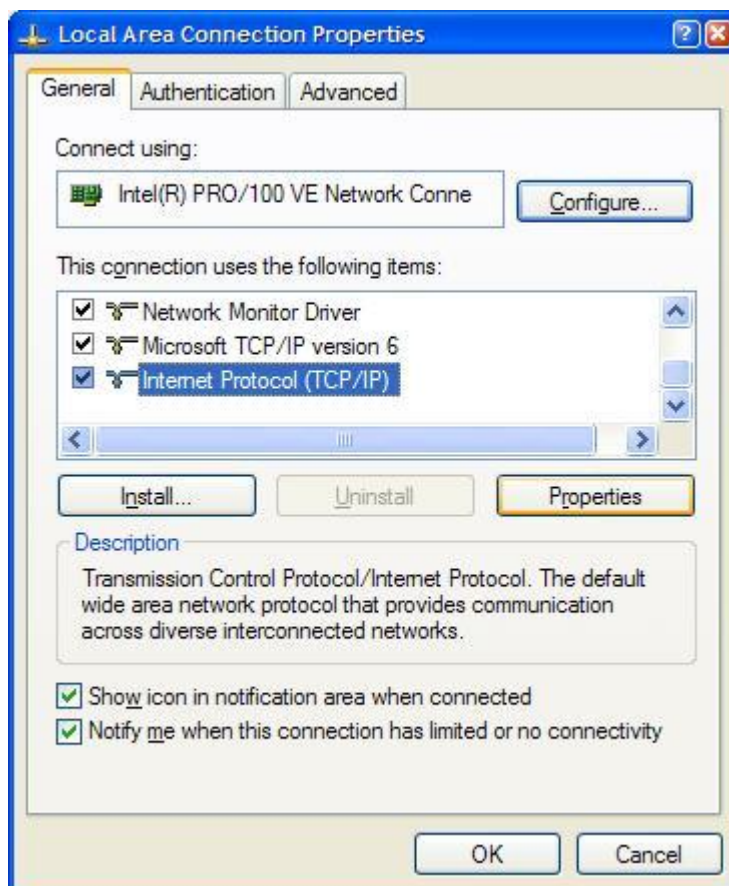 Local Area Connection Properties
General Authentication Advanced
Connect using:
Intel(R) PRO/100 VE Network Conne
Configure...
This connection uses the following items:
Network Monitor Driver
Microsoft TCP/IP version 6
Internet Protocol (TCP/IP)
Install... Uninstall Properties
Description
Transmission Control Protocol/Internet Protocol. The default
wide area network protocol that provides communication
across diverse interconnected networks.
Show icon in notification area when connected
Notify me when this connection has limited or no connectivity
OK Cancel